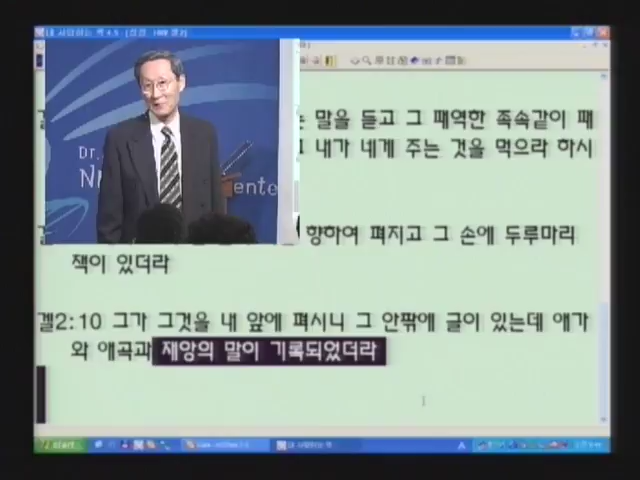 말을 듣고 그 패역한 족속같이 패
내가 네게 주는 것을 먹으라 하시
향하여 펴지고 그 손에 두루마리
책이 있더라
겔2:10 그가 그것을 내 앞에 펴시니 그 안팎에 글이 있는데 애가
와 애곡과 재앙의 말이 기록되었더라
Dr.
enter
start